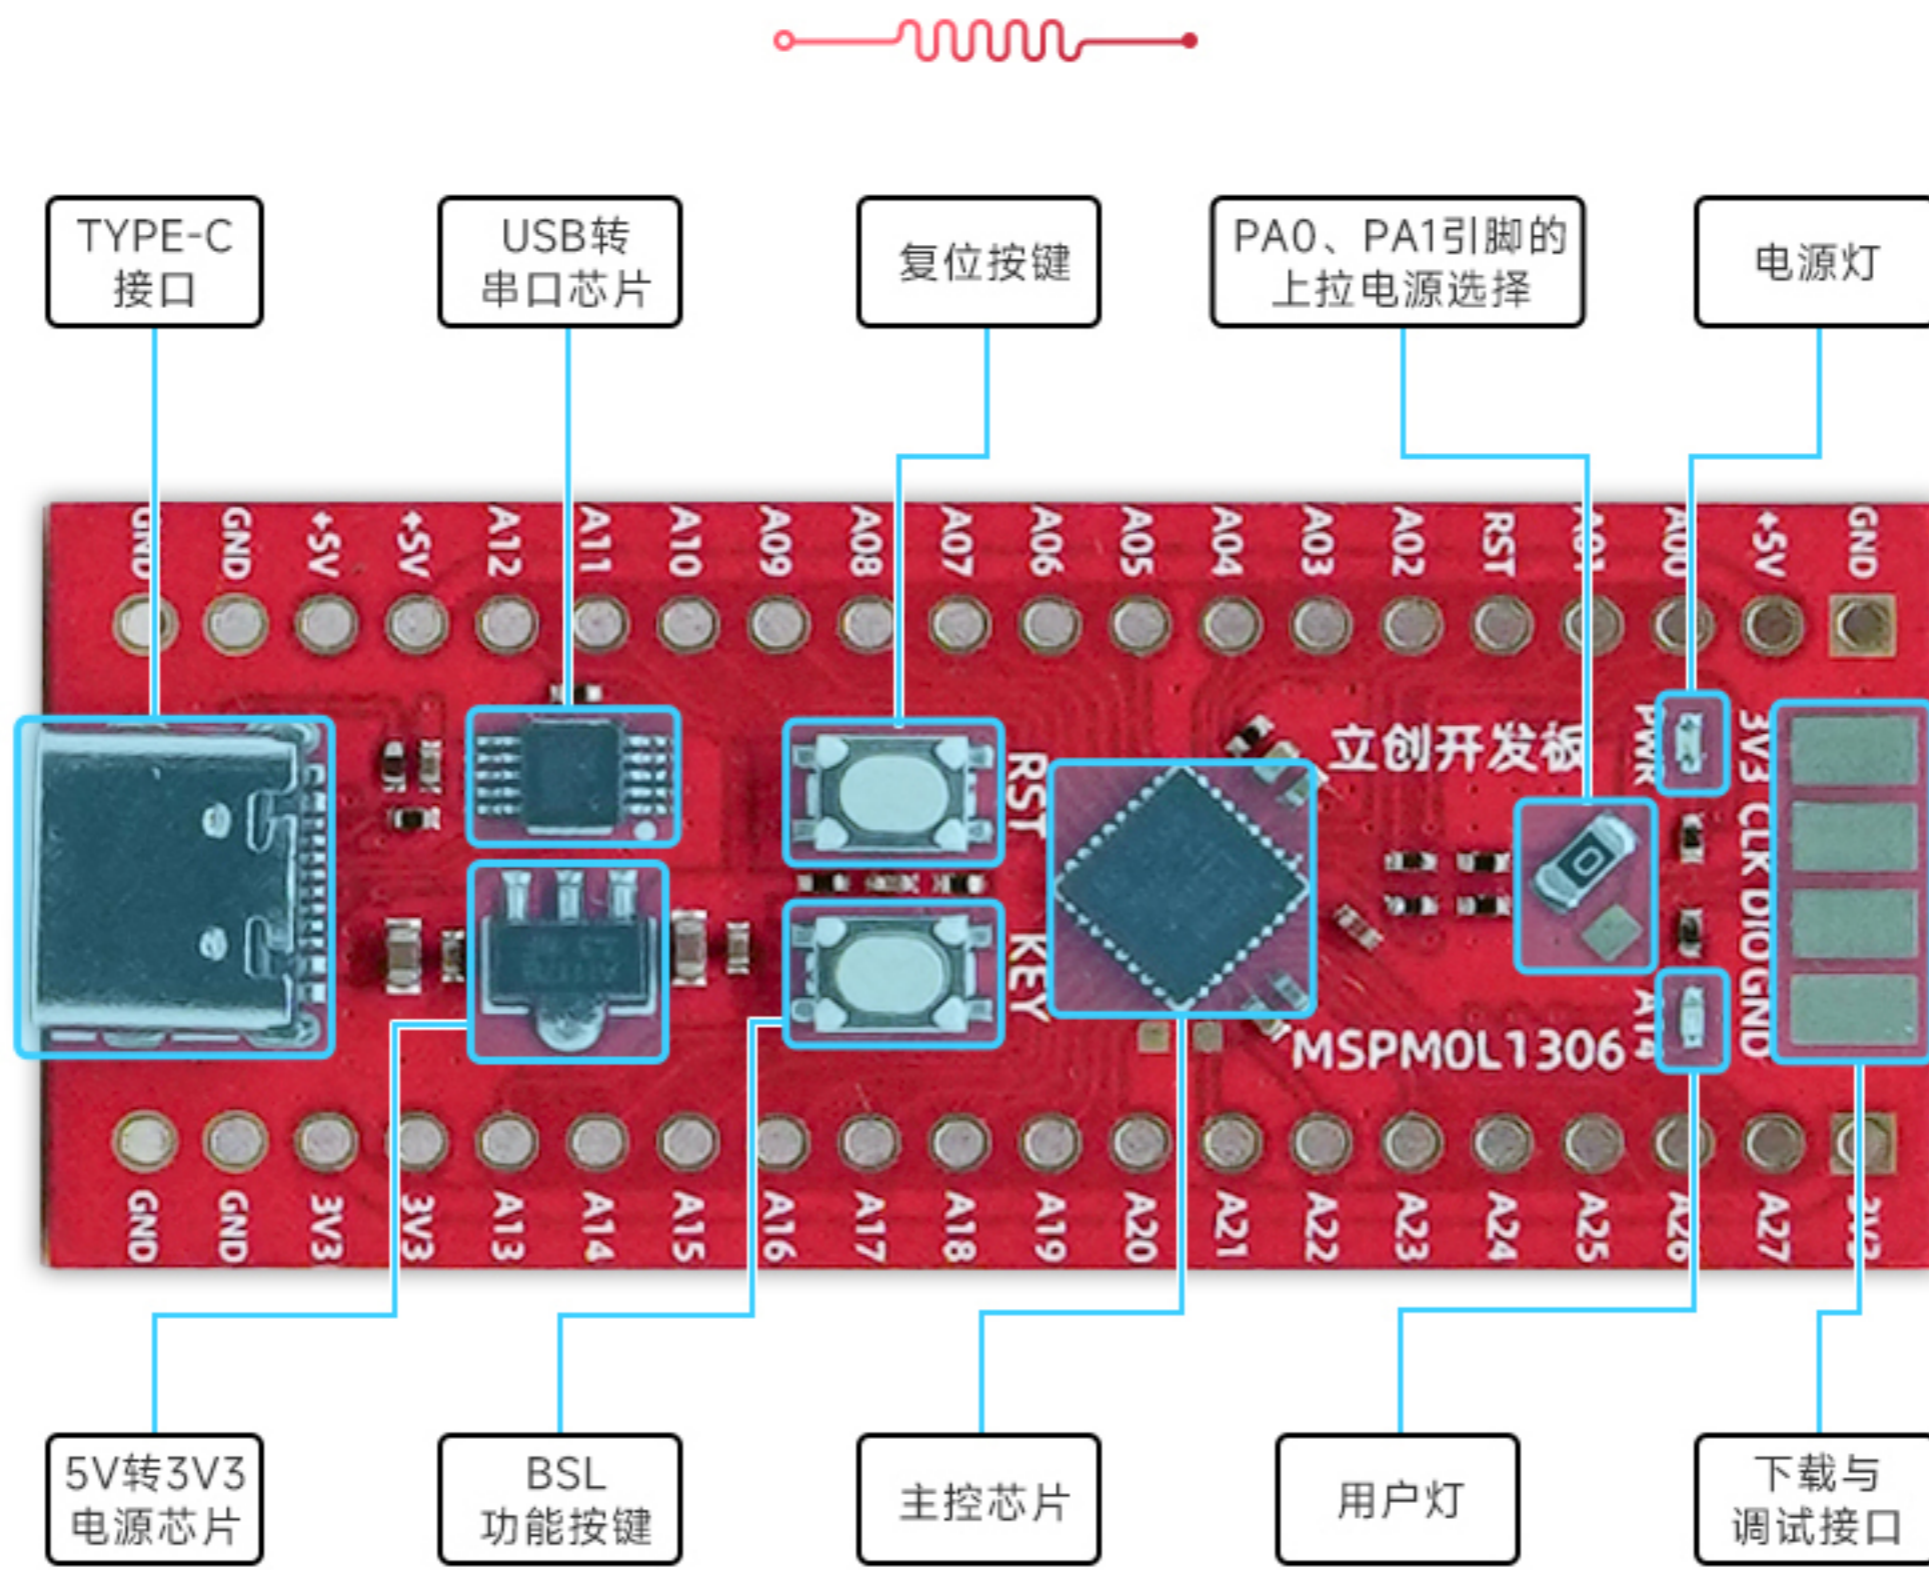 TYPE-C
接口
USB转
串口芯片
复位按键
PA0、PA1引脚的
上拉电源选择
电源灯
GND
GND
+5V
+5V
A12
A11
A10
A09
A08
A07
A06
A05
A04
A03
A02
RST
A01
A00
+5V
GND
RST
KEY
立创开发板
MSPM0L1306
0
PWR
A14
3V3 CLK DIO GND
GND
GND
3V3
3V3
A13
A14
A15
A16
A17
A18
A19
A20
A21
A22
A23
A24
A25
A26
A27
3V3
5V转3V3
电源芯片
BSL
功能按键
主控芯片
用户灯
下载与
调试接口